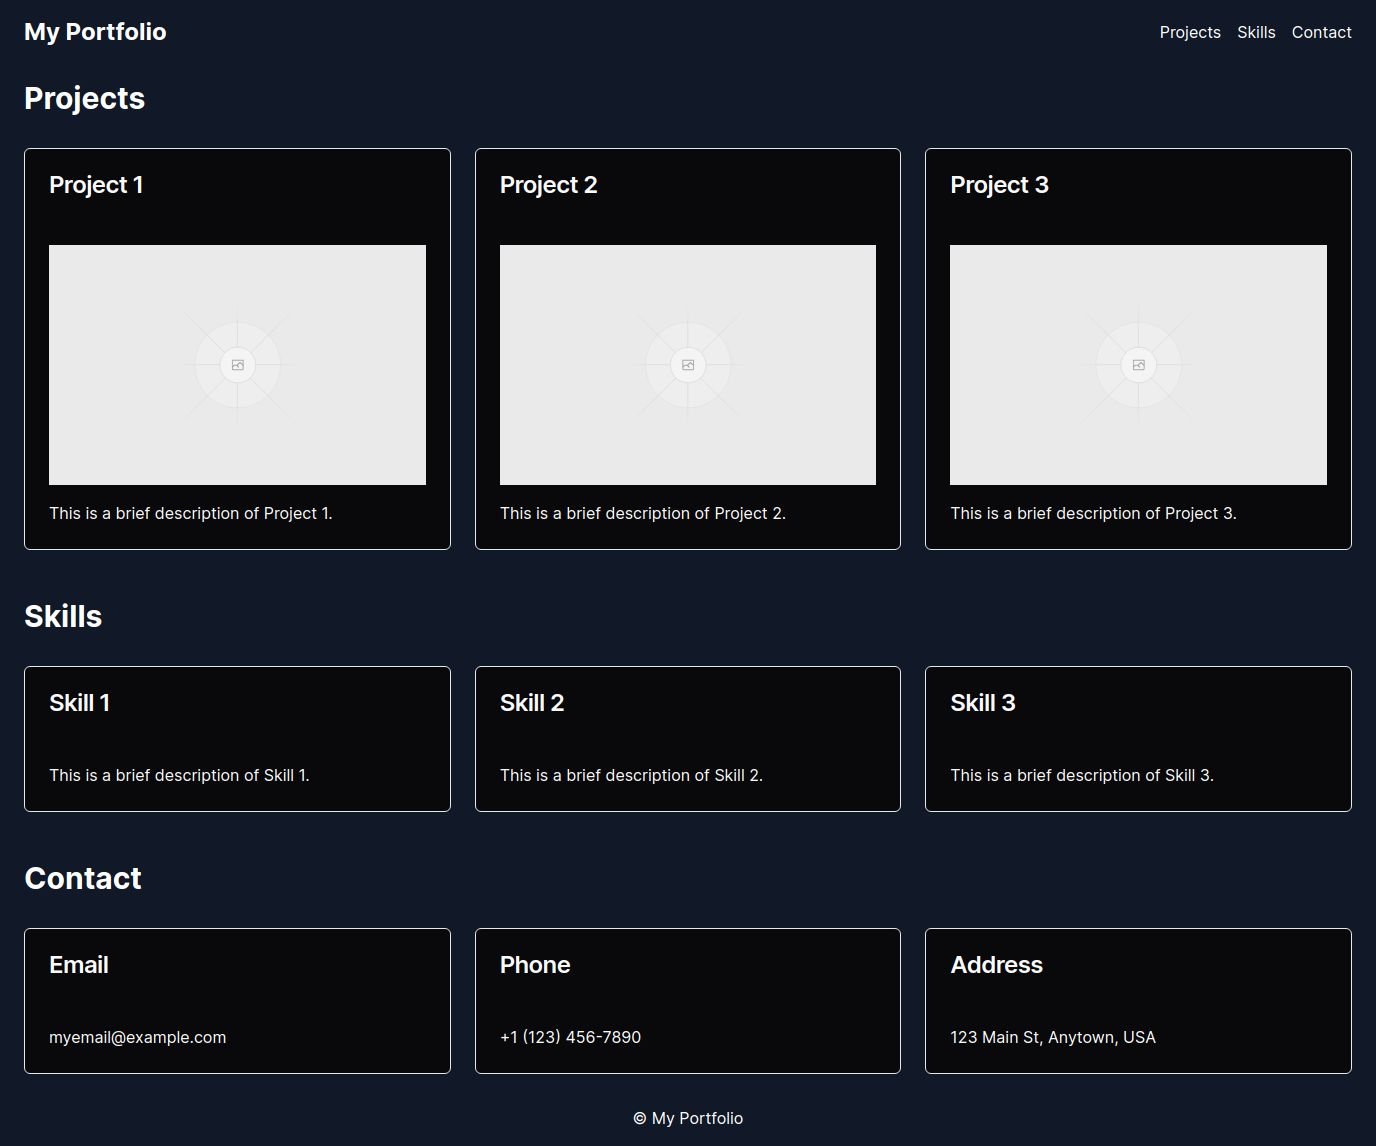 My Portfolio
Projects Skills Contact
Projects
Project 1
This is a brief description of Project 1.
Project 2
This is a brief description of Project 2.
Project 3
This is a brief description of Project 3.
Skills
Skill 1
This is a brief description of Skill 1.
Skill 2
This is a brief description of Skill 2.
Skill 3
This is a brief description of Skill 3.
Contact
Email
myemail@example.com
Phone
+1 (123) 456-7890
Address
123 Main St, Anytown, USA
© My Portfolio